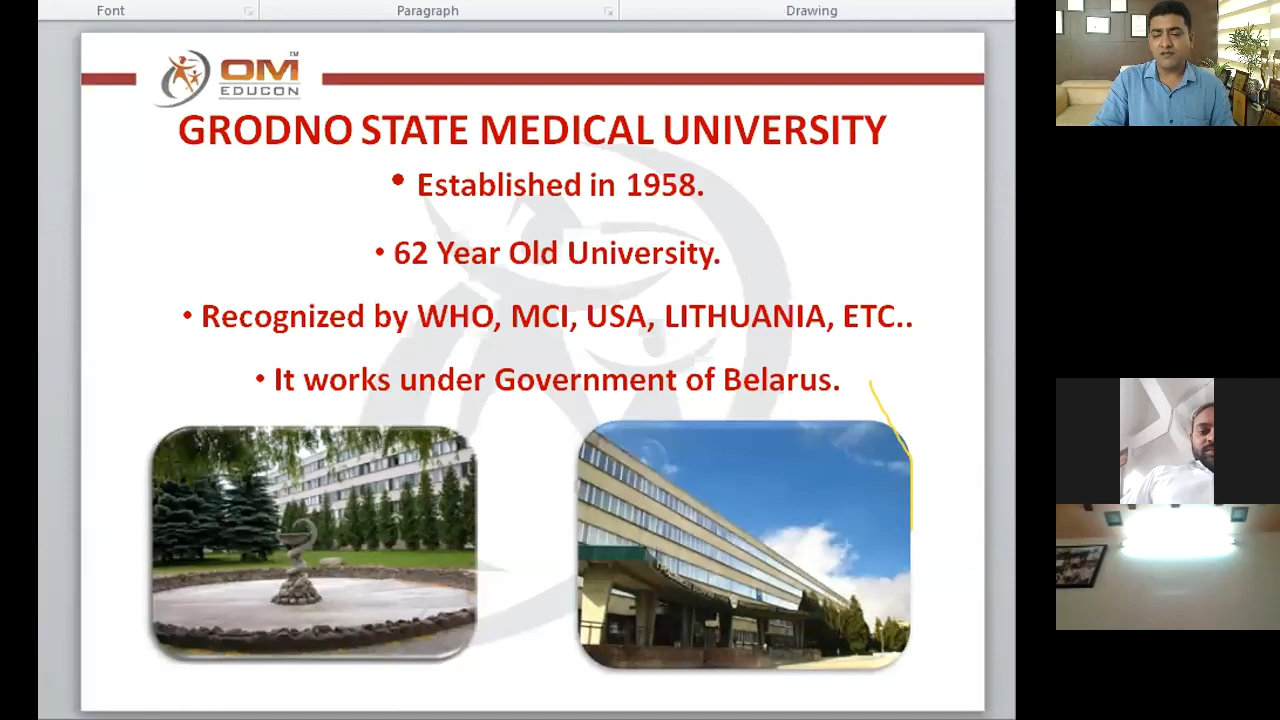 Font
Paragraph
Drawing
OM
TM
EDUCON
GRODNO STATE MEDICAL UNIVERSITY
• Established in 1958.
• 62 Year Old University.
• Recognized by WHO, MCI, USA, LITHUANIA, ETC..
• It works under Government of Belarus.